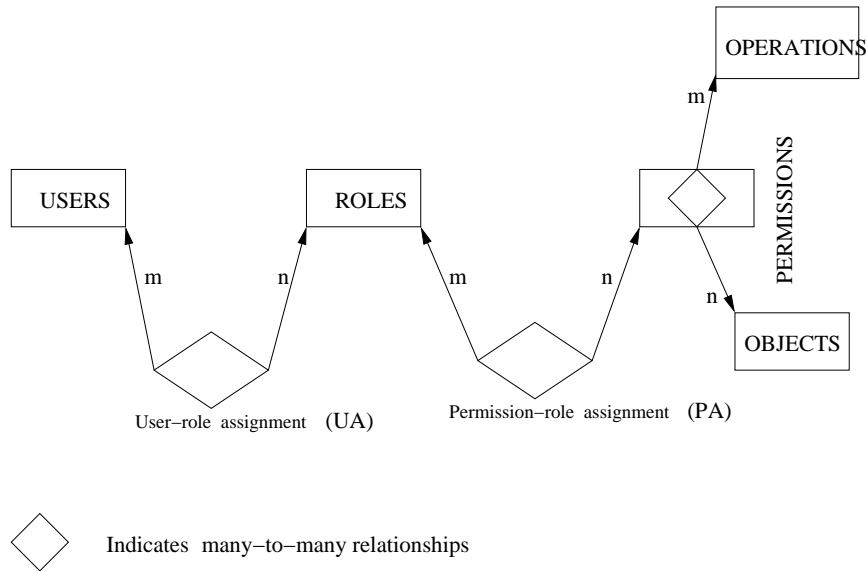 OPERATIONS
m
PERMISSIONS
USERS
ROLES
m
n
m
n
n
OBJECTS
User−role assignment (UA)
Permission−role assignment (PA)
Indicates many−to−many relationships